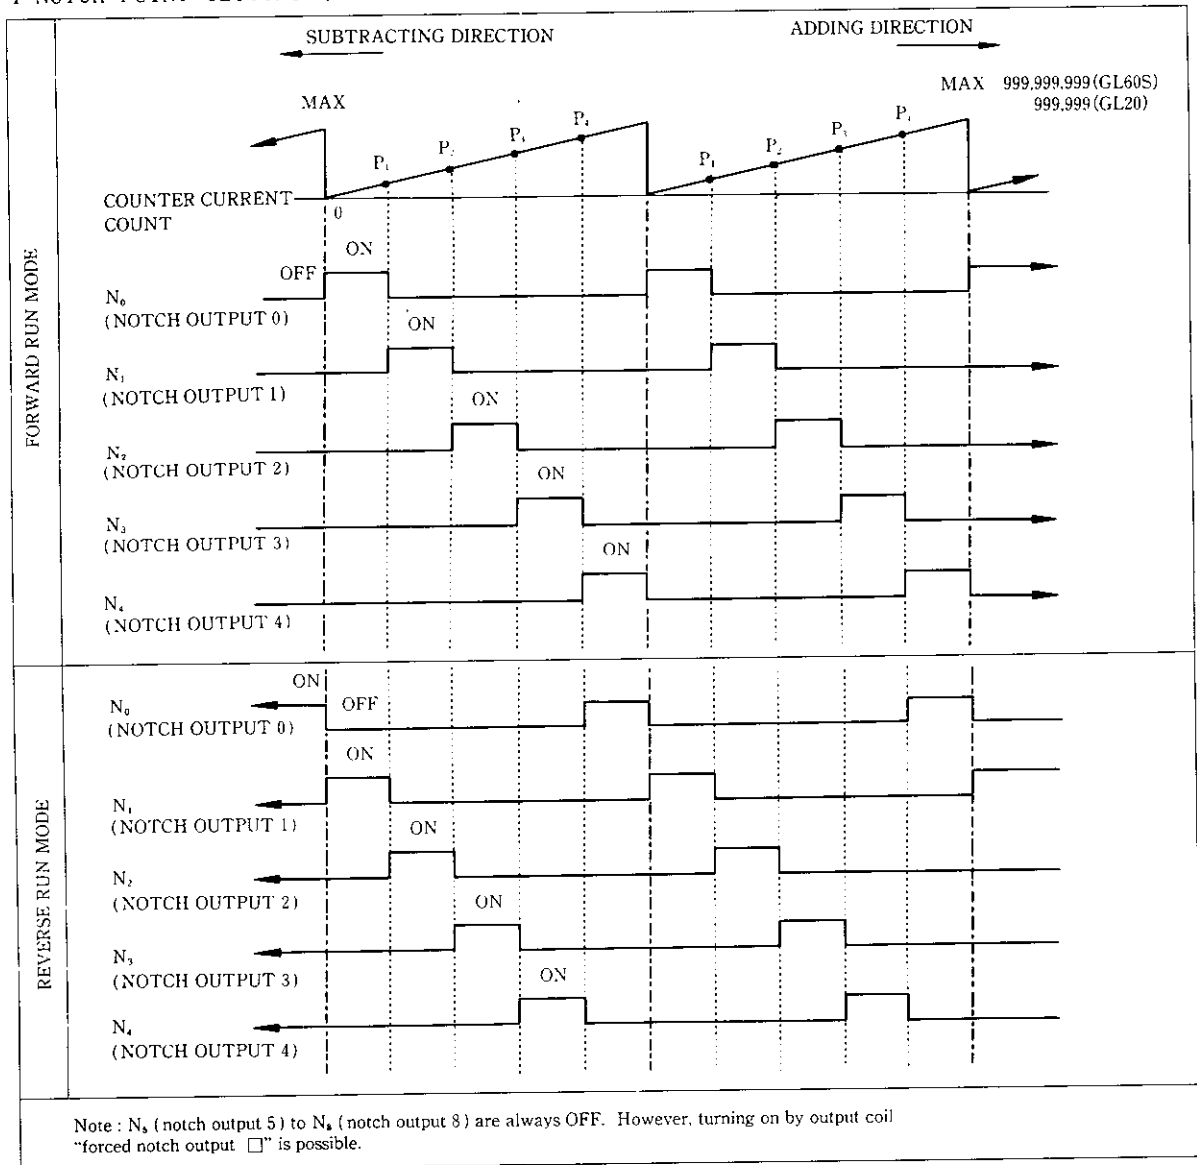 SUBTRACTING DIRECTION
ADDING DIRECTION
MAX
MAX 999,999,999(GL60S)
999,999(GL20)
P₁ P₂ P₃ P₄ P₁ P₂ P₃ P₄
COUNTER CURRENT
COUNT
0
FORWARD RUN MODE
ON
OFF
N₀
(NOTCH OUTPUT 0)
ON
N₁
(NOTCH OUTPUT 1)
ON
N₂
(NOTCH OUTPUT 2)
ON
N₃
(NOTCH OUTPUT 3)
ON
N₄
(NOTCH OUTPUT 4)
REVERSE RUN MODE
ON
OFF
N₀
(NOTCH OUTPUT 0)
ON
N₁
(NOTCH OUTPUT 1)
ON
N₂
(NOTCH OUTPUT 2)
ON
N₃
(NOTCH OUTPUT 3)
ON
N₄
(NOTCH OUTPUT 4)
Note : N₅ (notch output 5) to N₈ (notch output 8) are always OFF. However, turning on by output coil
"forced notch output □" is possible.